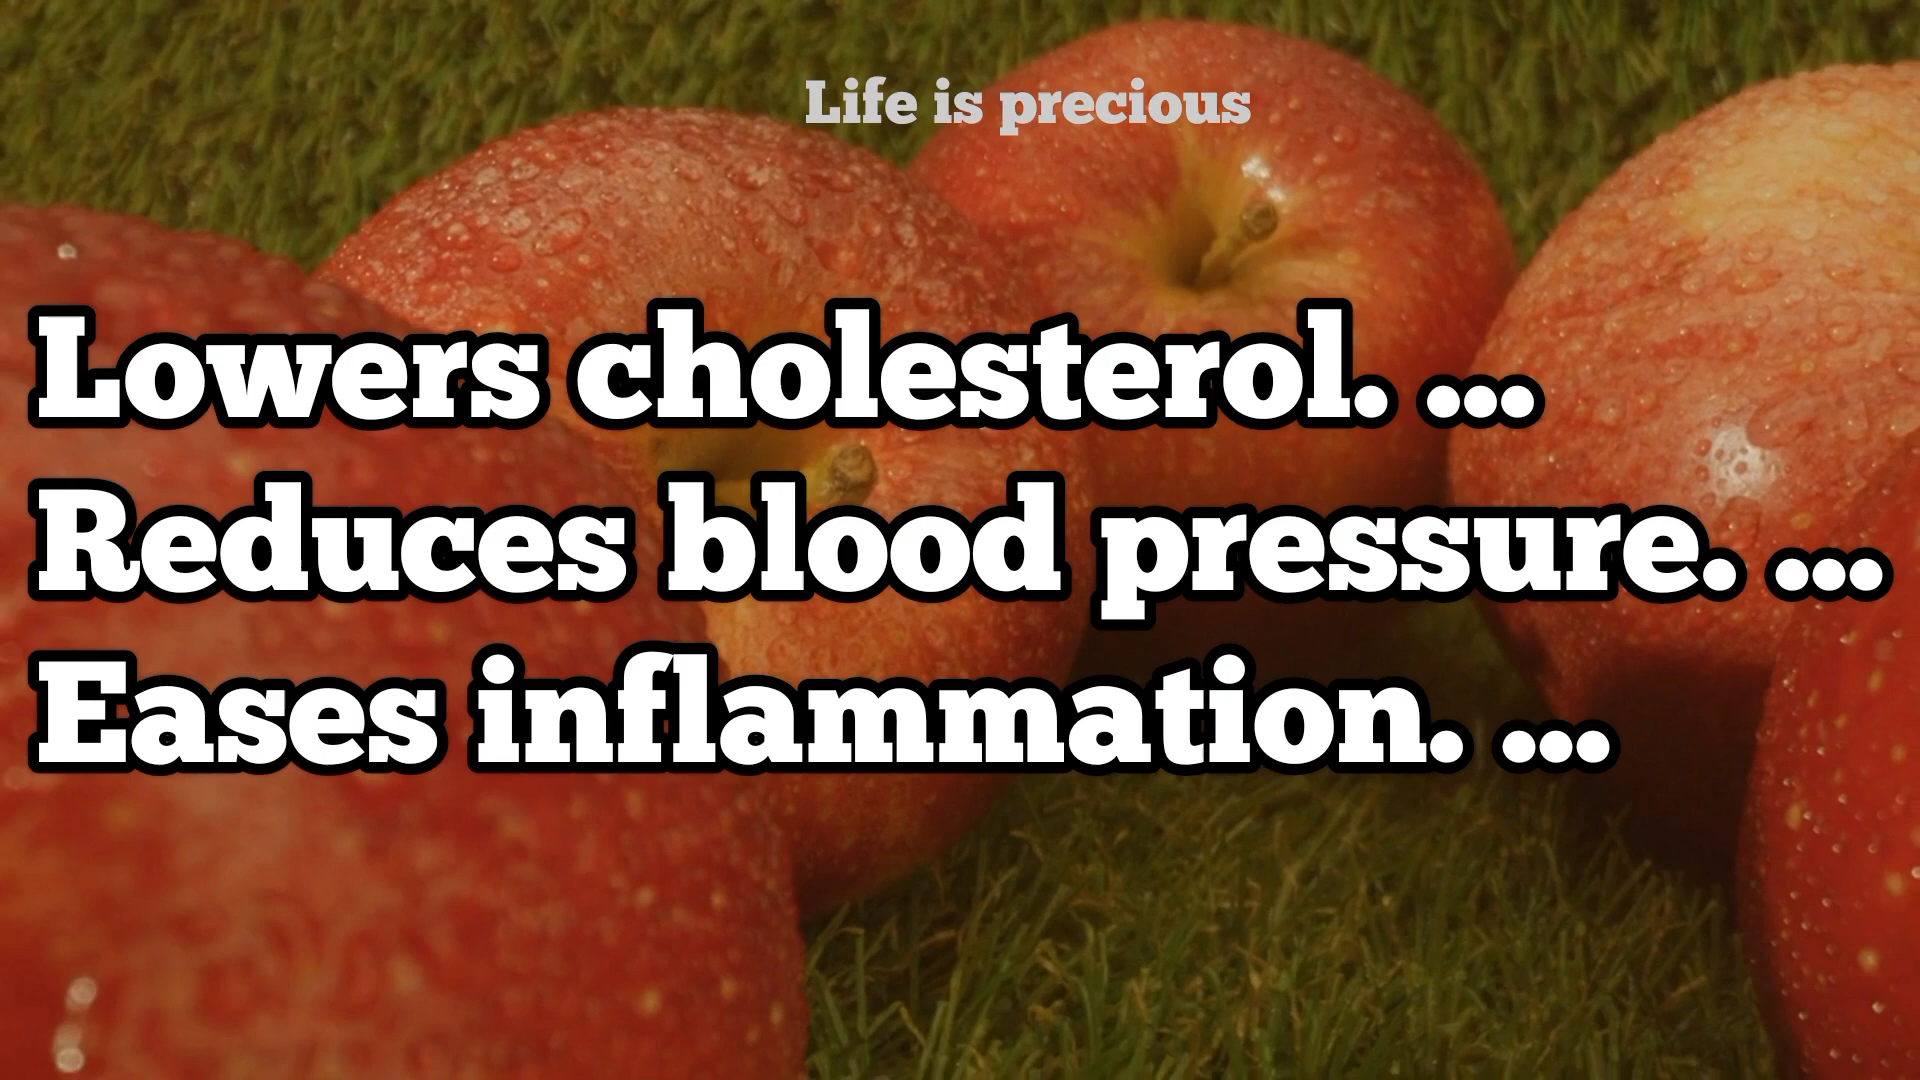 Life is precious
Lowers cholesterol. ...
Reduces blood pressure. ...
Eases inflammation. ...